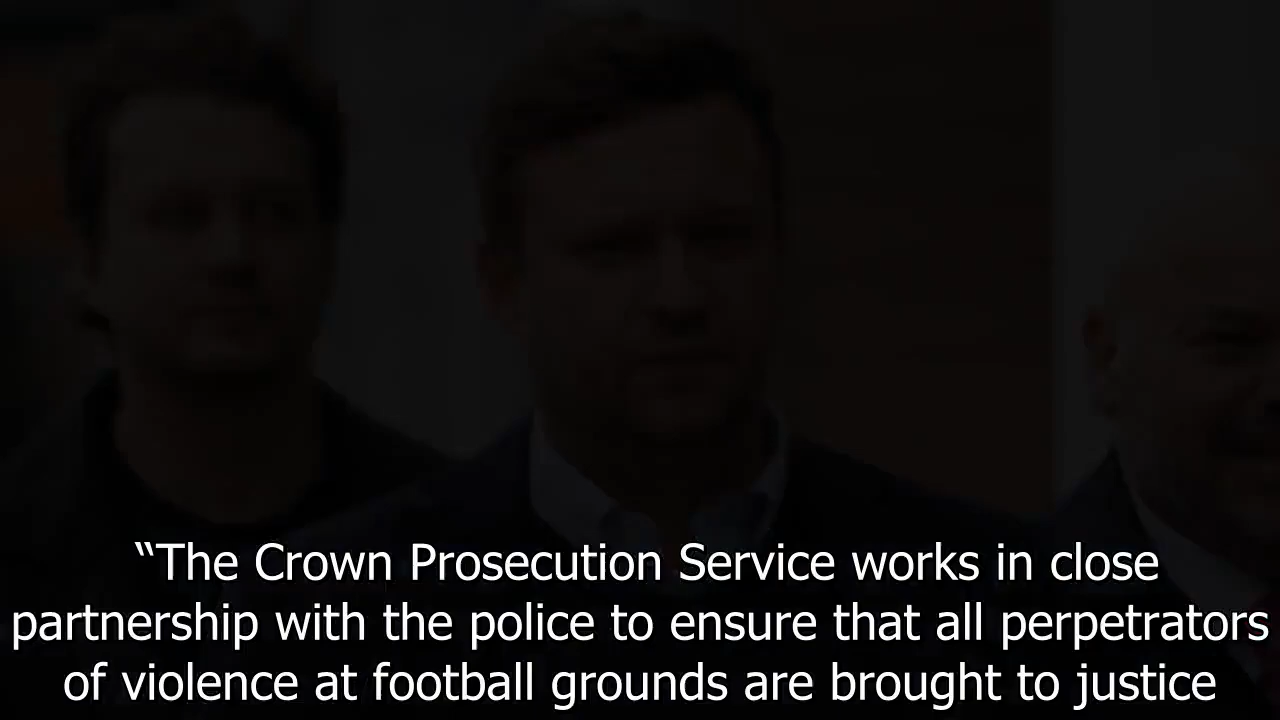 “The Crown Prosecution Service works in close
partnership with the police to ensure that all perpetrators
of violence at football grounds are brought to justice